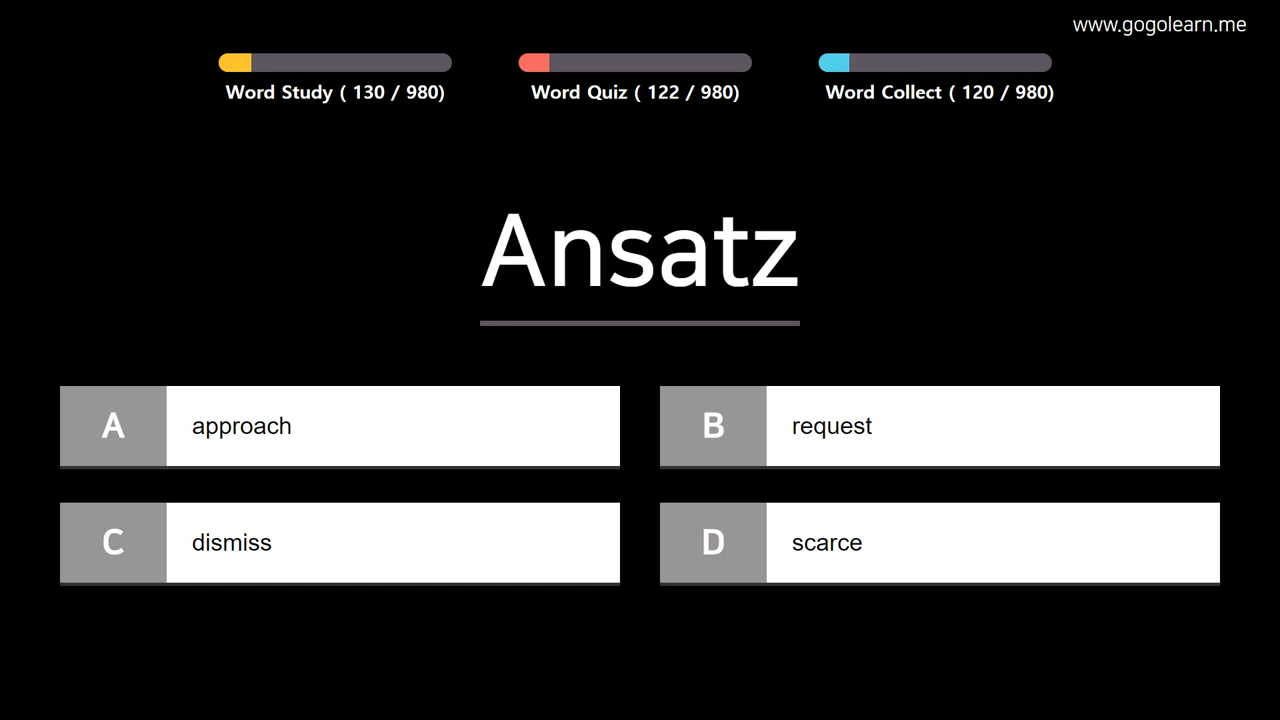 www.gogolearn.me
Word Study ( 130 / 980)
Word Quiz ( 122 / 980)
Word Collect ( 120 / 980)
Ansatz
A approach
B request
C dismiss
D scarce